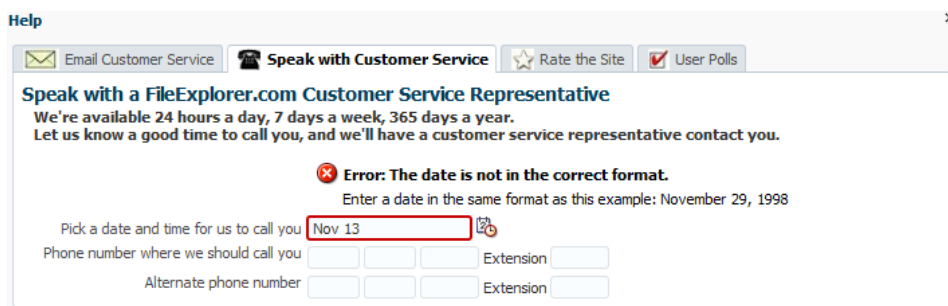 Help
Email Customer Service Speak with Customer Service Rate the Site User Polls
Speak with a FileExplorer.com Customer Service Representative
We're available 24 hours a day, 7 days a week, 365 days a year.
Let us know a good time to call you, and we'll have a customer service representative contact you.
Error: The date is not in the correct format.
Enter a date in the same format as this example: November 29, 1998
Pick a date and time for us to call you Nov 13
Phone number where we should call you Extension
Alternate phone number Extension